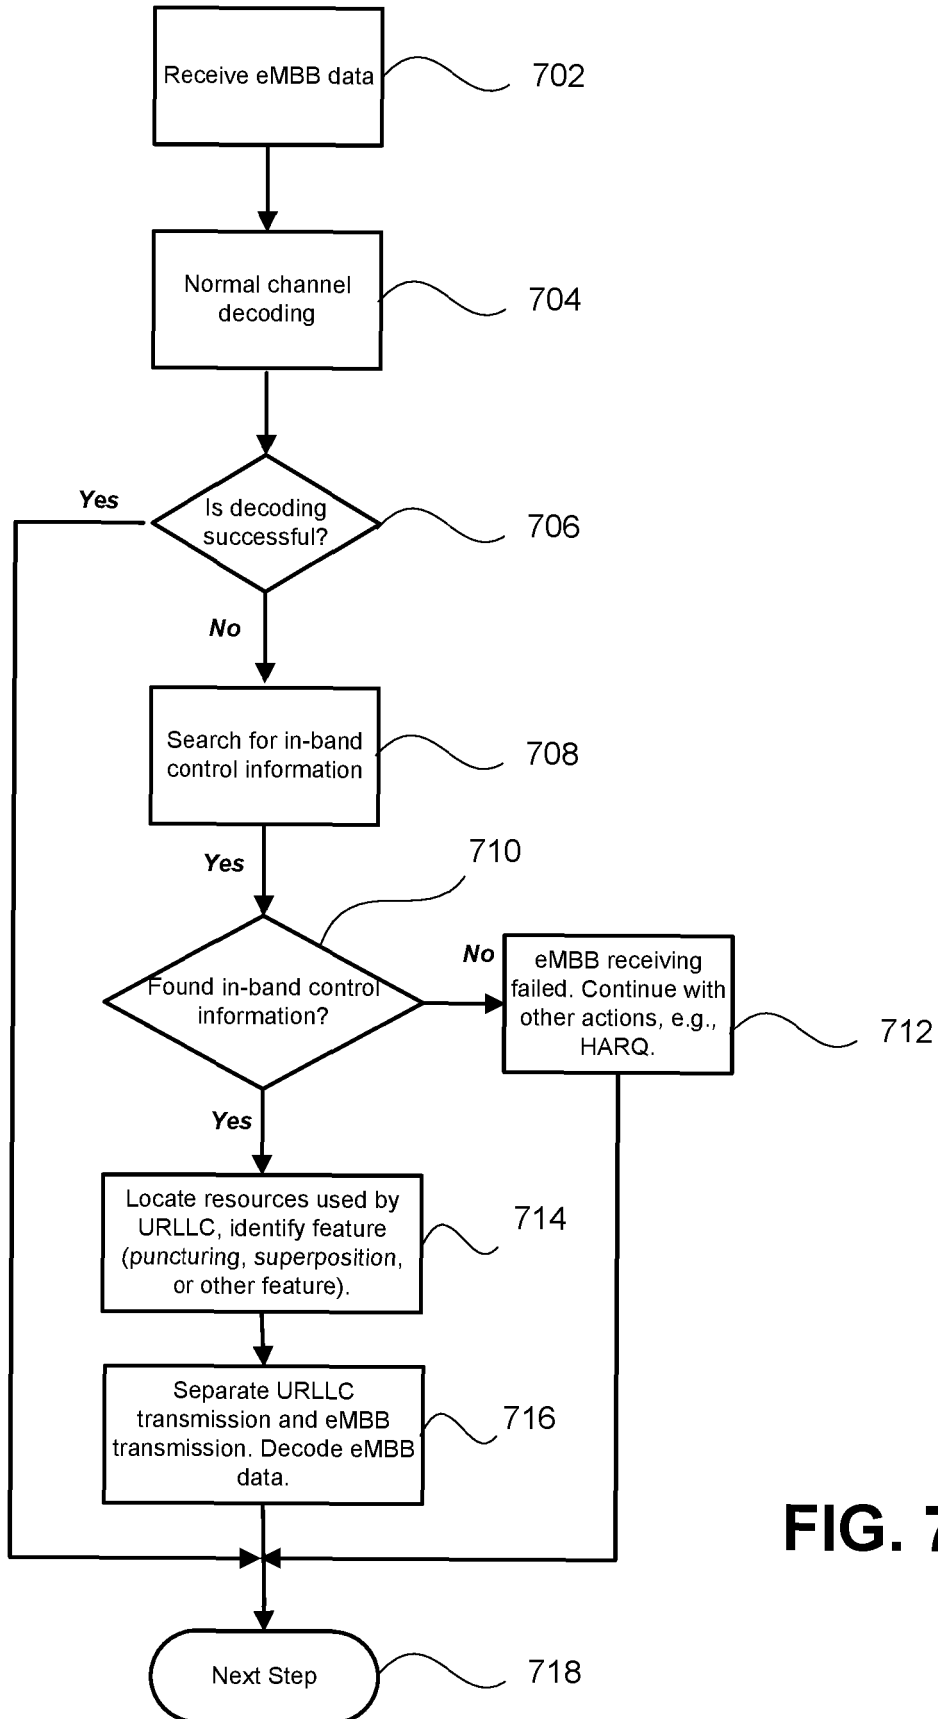 Receive eMBB data
702
Normal channel
decoding
704
Yes
Is decoding
successful?
706
No
Search for in-band
control information
708
Yes
710
Found in-band control
information?
No
eMBB receiving
failed. Continue with
other actions, e.g.,
HARQ.
712
Yes
Locate resources used by
URLLC, identify feature
(puncturing, superposition,
or other feature).
714
Separate URLLC
transmission and eMBB
transmission. Decode eMBB
data.
716
FIG. 7
Next Step
718